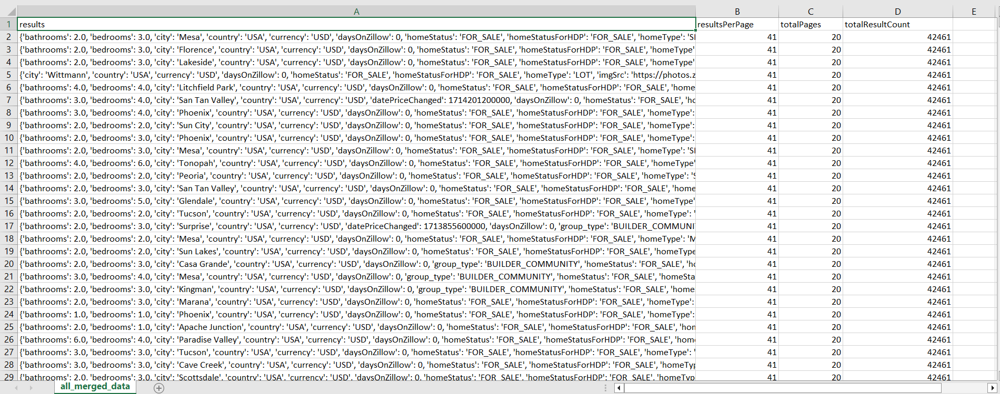 A B C D E
1 results resultsPerPage totalPages totalResultCount
2 {'bathrooms': 2.0, 'bedrooms': 3.0, 'city': 'Mesa', 'country': 'USA', 'currency': 'USD', 'daysOnZillow': 0, 'homeStatus': 'FOR_SALE', 'homeStatusForHDP': 'FOR_SALE', 'homeType': 'SI 41 20 42461
3 {'bathrooms': 2.0, 'bedrooms': 3.0, 'city': 'Florence', 'country': 'USA', 'currency': 'USD', 'daysOnZillow': 0, 'homeStatus': 'FOR_SALE', 'homeStatusForHDP': 'FOR_SALE', 'homeType' 41 20 42461
4 {'bathrooms': 2.0, 'bedrooms': 3.0, 'city': 'Lakeside', 'country': 'USA', 'currency': 'USD', 'daysOnZillow': 0, 'homeStatus': 'FOR_SALE', 'homeStatusForHDP': 'FOR_SALE', 'homeType' 41 20 42461
5 {'city': 'Wittmann', 'country': 'USA', 'currency': 'USD', 'daysOnZillow': 0, 'homeStatus': 'FOR_SALE', 'homeStatusForHDP': 'FOR_SALE', 'homeType': 'LOT', 'imgSrc': 'https://photos.z 41 20 42461
6 {'bathrooms': 4.0, 'bedrooms': 4.0, 'city': 'Litchfield Park', 'country': 'USA', 'currency': 'USD', 'daysOnZillow': 0, 'homeStatus': 'FOR_SALE', 'homeStatusForHDP': 'FOR_SALE', 'home 41 20 42461
7 {'bathrooms': 3.0, 'bedrooms': 4.0, 'city': 'San Tan Valley', 'country': 'USA', 'currency': 'USD', 'datePriceChanged': 1714201200000, 'daysOnZillow': 0, 'homeStatus': 'FOR_SALE', 'ho 41 20 42461
8 {'bathrooms': 3.0, 'bedrooms': 4.0, 'city': 'Phoenix', 'country': 'USA', 'currency': 'USD', 'daysOnZillow': 0, 'homeStatus': 'FOR_SALE', 'homeStatusForHDP': 'FOR_SALE', 'homeType': 41 20 42461
9 {'bathrooms': 2.0, 'bedrooms': 2.0, 'city': 'Sun City', 'country': 'USA', 'currency': 'USD', 'daysOnZillow': 0, 'homeStatus': 'FOR_SALE', 'homeStatusForHDP': 'FOR_SALE', 'homeType': 41 20 42461
10 {'bathrooms': 2.0, 'bedrooms': 3.0, 'city': 'Phoenix', 'country': 'USA', 'currency': 'USD', 'daysOnZillow': 0, 'homeStatus': 'FOR_SALE', 'homeStatusForHDP': 'FOR_SALE', 'homeType': 41 20 42461
11 {'bathrooms': 2.0, 'bedrooms': 3.0, 'city': 'Mesa', 'country': 'USA', 'currency': 'USD', 'daysOnZillow': 0, 'homeStatus': 'FOR_SALE', 'homeStatusForHDP': 'FOR_SALE', 'homeType': 'SI 41 20 42461
12 {'bathrooms': 4.0, 'bedrooms': 6.0, 'city': 'Tonopah', 'country': 'USA', 'currency': 'USD', 'daysOnZillow': 0, 'homeStatus': 'FOR_SALE', 'homeStatusForHDP': 'FOR_SALE', 'homeType' 41 20 42461
13 {'bathrooms': 2.0, 'bedrooms': 2.0, 'city': 'Peoria', 'country': 'USA', 'currency': 'USD', 'daysOnZillow': 0, 'homeStatus': 'FOR_SALE', 'homeStatusForHDP': 'FOR_SALE', 'homeType': 'S 41 20 42461
14 {'bathrooms': 2.0, 'bedrooms': 3.0, 'city': 'San Tan Valley', 'country': 'USA', 'currency': 'USD', 'daysOnZillow': 0, 'homeStatus': 'FOR_SALE', 'homeStatusForHDP': 'FOR_SALE', 'home 41 20 42461
15 {'bathrooms': 3.0, 'bedrooms': 5.0, 'city': 'Glendale', 'country': 'USA', 'currency': 'USD', 'daysOnZillow': 0, 'homeStatus': 'FOR_SALE', 'homeStatusForHDP': 'FOR_SALE', 'homeType' 41 20 42461
16 {'bathrooms': 2.0, 'bedrooms': 2.0, 'city': 'Tucson', 'country': 'USA', 'currency': 'USD', 'daysOnZillow': 0, 'homeStatus': 'FOR_SALE', 'homeStatusForHDP': 'FOR_SALE', 'homeType': ' 41 20 42461
17 {'bathrooms': 2.0, 'bedrooms': 3.0, 'city': 'Surprise', 'country': 'USA', 'currency': 'USD', 'datePriceChanged': 1713855600000, 'daysOnZillow': 0, 'group_type': 'BUILDER_COMMUNI 41 20 42461
18 {'bathrooms': 2.0, 'bedrooms': 2.0, 'city': 'Mesa', 'country': 'USA', 'currency': 'USD', 'daysOnZillow': 0, 'homeStatus': 'FOR_SALE', 'homeStatusForHDP': 'FOR_SALE', 'homeType': 'M 41 20 42461
19 {'bathrooms': 2.0, 'bedrooms': 2.0, 'city': 'Sun Lakes', 'country': 'USA', 'currency': 'USD', 'daysOnZillow': 0, 'homeStatus': 'FOR_SALE', 'homeStatusForHDP': 'FOR_SALE', 'homeType 41 20 42461
20 {'bathrooms': 2.0, 'bedrooms': 3.0, 'city': 'Casa Grande', 'country': 'USA', 'currency': 'USD', 'daysOnZillow': 0, 'group_type': 'BUILDER_COMMUNITY', 'homeStatus': 'FOR_SALE', 'ho 41 20 42461
21 {'bathrooms': 3.0, 'bedrooms': 4.0, 'city': 'Mesa', 'country': 'USA', 'currency': 'USD', 'daysOnZillow': 0, 'group_type': 'BUILDER_COMMUNITY', 'homeStatus': 'FOR_SALE', 'homeSta 41 20 42461
22 {'bathrooms': 2.0, 'bedrooms': 3.0, 'city': 'Kingman', 'country': 'USA', 'currency': 'USD', 'daysOnZillow': 0, 'group_type': 'BUILDER_COMMUNITY', 'homeStatus': 'FOR_SALE', 'home 41 20 42461
23 {'bathrooms': 2.0, 'bedrooms': 3.0, 'city': 'Marana', 'country': 'USA', 'currency': 'USD', 'daysOnZillow': 0, 'homeStatus': 'FOR_SALE', 'homeStatusForHDP': 'FOR_SALE', 'homeType': 41 20 42461
24 {'bathrooms': 1.0, 'bedrooms': 1.0, 'city': 'Phoenix', 'country': 'USA', 'currency': 'USD', 'daysOnZillow': 0, 'homeStatus': 'FOR_SALE', 'homeStatusForHDP': 'FOR_SALE', 'homeType': 41 20 42461
25 {'bathrooms': 2.0, 'bedrooms': 1.0, 'city': 'Apache Junction', 'country': 'USA', 'currency': 'USD', 'daysOnZillow': 0, 'homeStatus': 'FOR_SALE', 'homeStatusForHDP': 'FOR_SALE', 'hom 41 20 42461
26 {'bathrooms': 6.0, 'bedrooms': 4.0, 'city': 'Paradise Valley', 'country': 'USA', 'currency': 'USD', 'daysOnZillow': 0, 'homeStatus': 'FOR_SALE', 'homeStatusForHDP': 'FOR_SALE', 'hom 41 20 42461
27 {'bathrooms': 3.0, 'bedrooms': 3.0, 'city': 'Tucson', 'country': 'USA', 'currency': 'USD', 'daysOnZillow': 0, 'homeStatus': 'FOR_SALE', 'homeStatusForHDP': 'FOR_SALE', 'homeType': ' 41 20 42461
28 {'bathrooms': 3.0, 'bedrooms': 3.0, 'city': 'Cave Creek', 'country': 'USA', 'currency': 'USD', 'daysOnZillow': 0, 'homeStatus': 'FOR_SALE', 'homeStatusForHDP': 'FOR_SALE', 'homeTyp 41 20 42461
29 {'bathrooms': 2.0, 'bedrooms': 3.0, 'city': 'Scottsdale', 'country': 'USA', 'currency': 'USD', 'daysOnZillow': 0, 'homeStatus': 'FOR_SALE', 'homeStatusForHDP': 'FOR_SALE', 'homeTyp 41 20 42461
all_merged_data